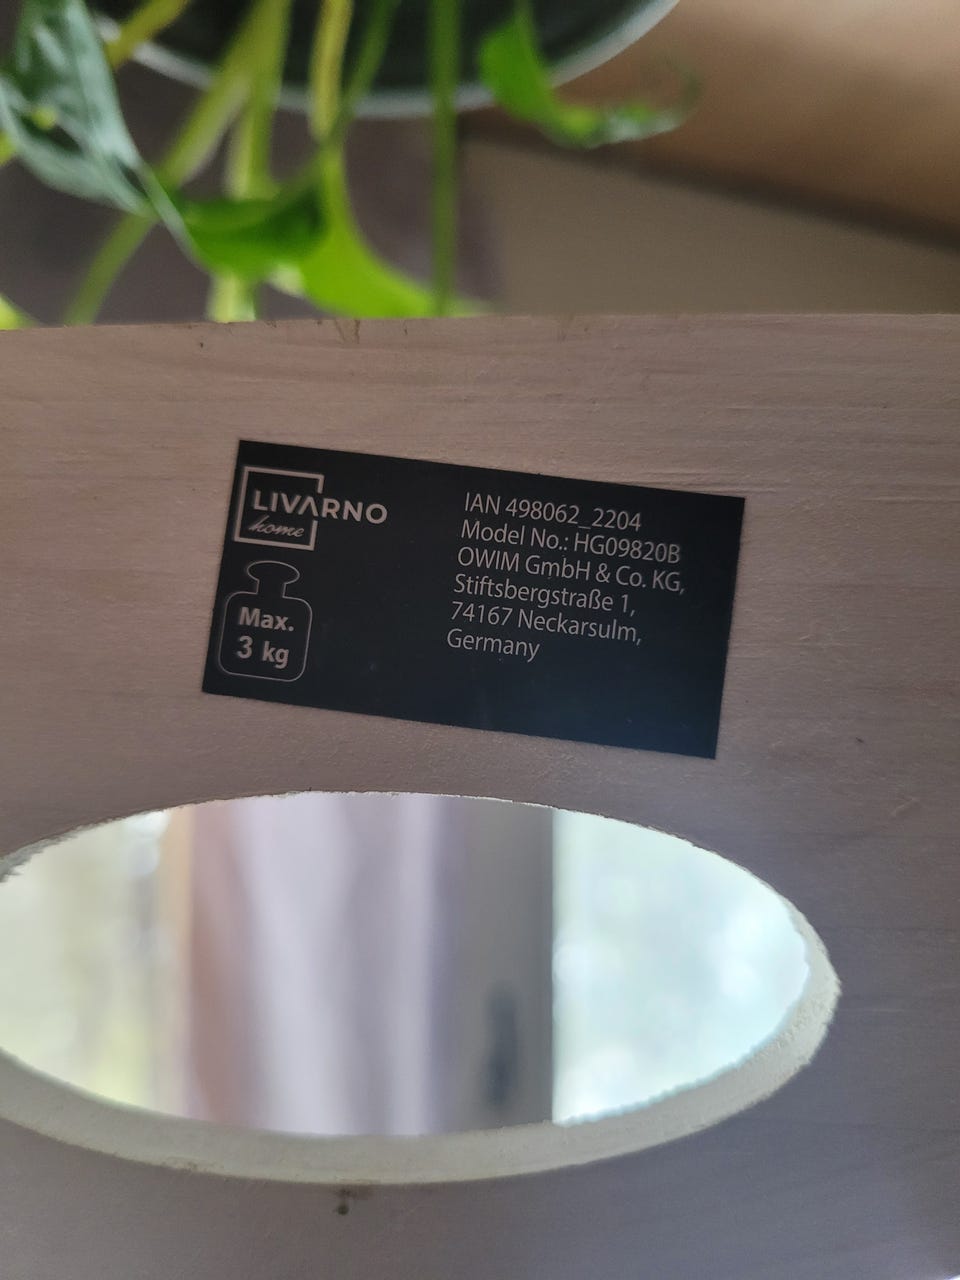 LIVARNO
home
Max.
3 kg
IAN 498062_2204
Model No.: HG09820B
OWIM GmbH & Co. KG,
Stiftsbergstraße 1,
74167 Neckarsulm,
Germany